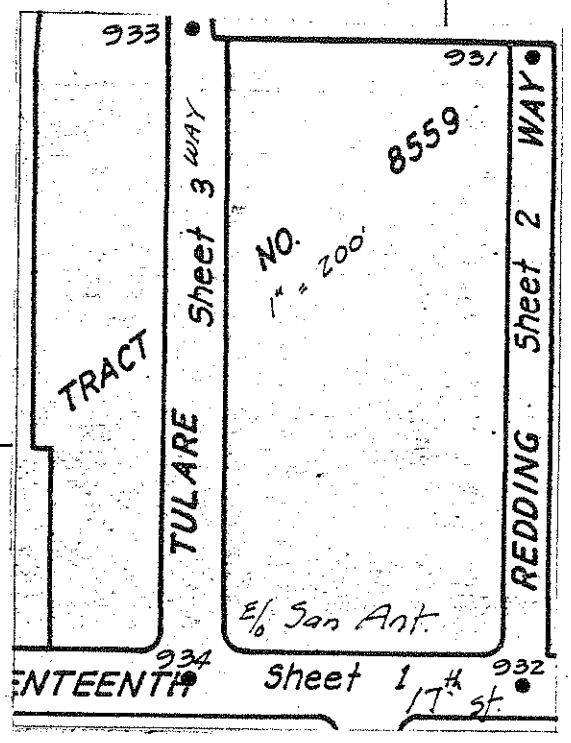 933
931
TULARE Sheet 3 WAY
REDDING Sheet 2 WAY
TRACT NO. 8559
1" = 200'
E/o San Ant.
934
932
ENTEENTH Sheet 1
17th st.